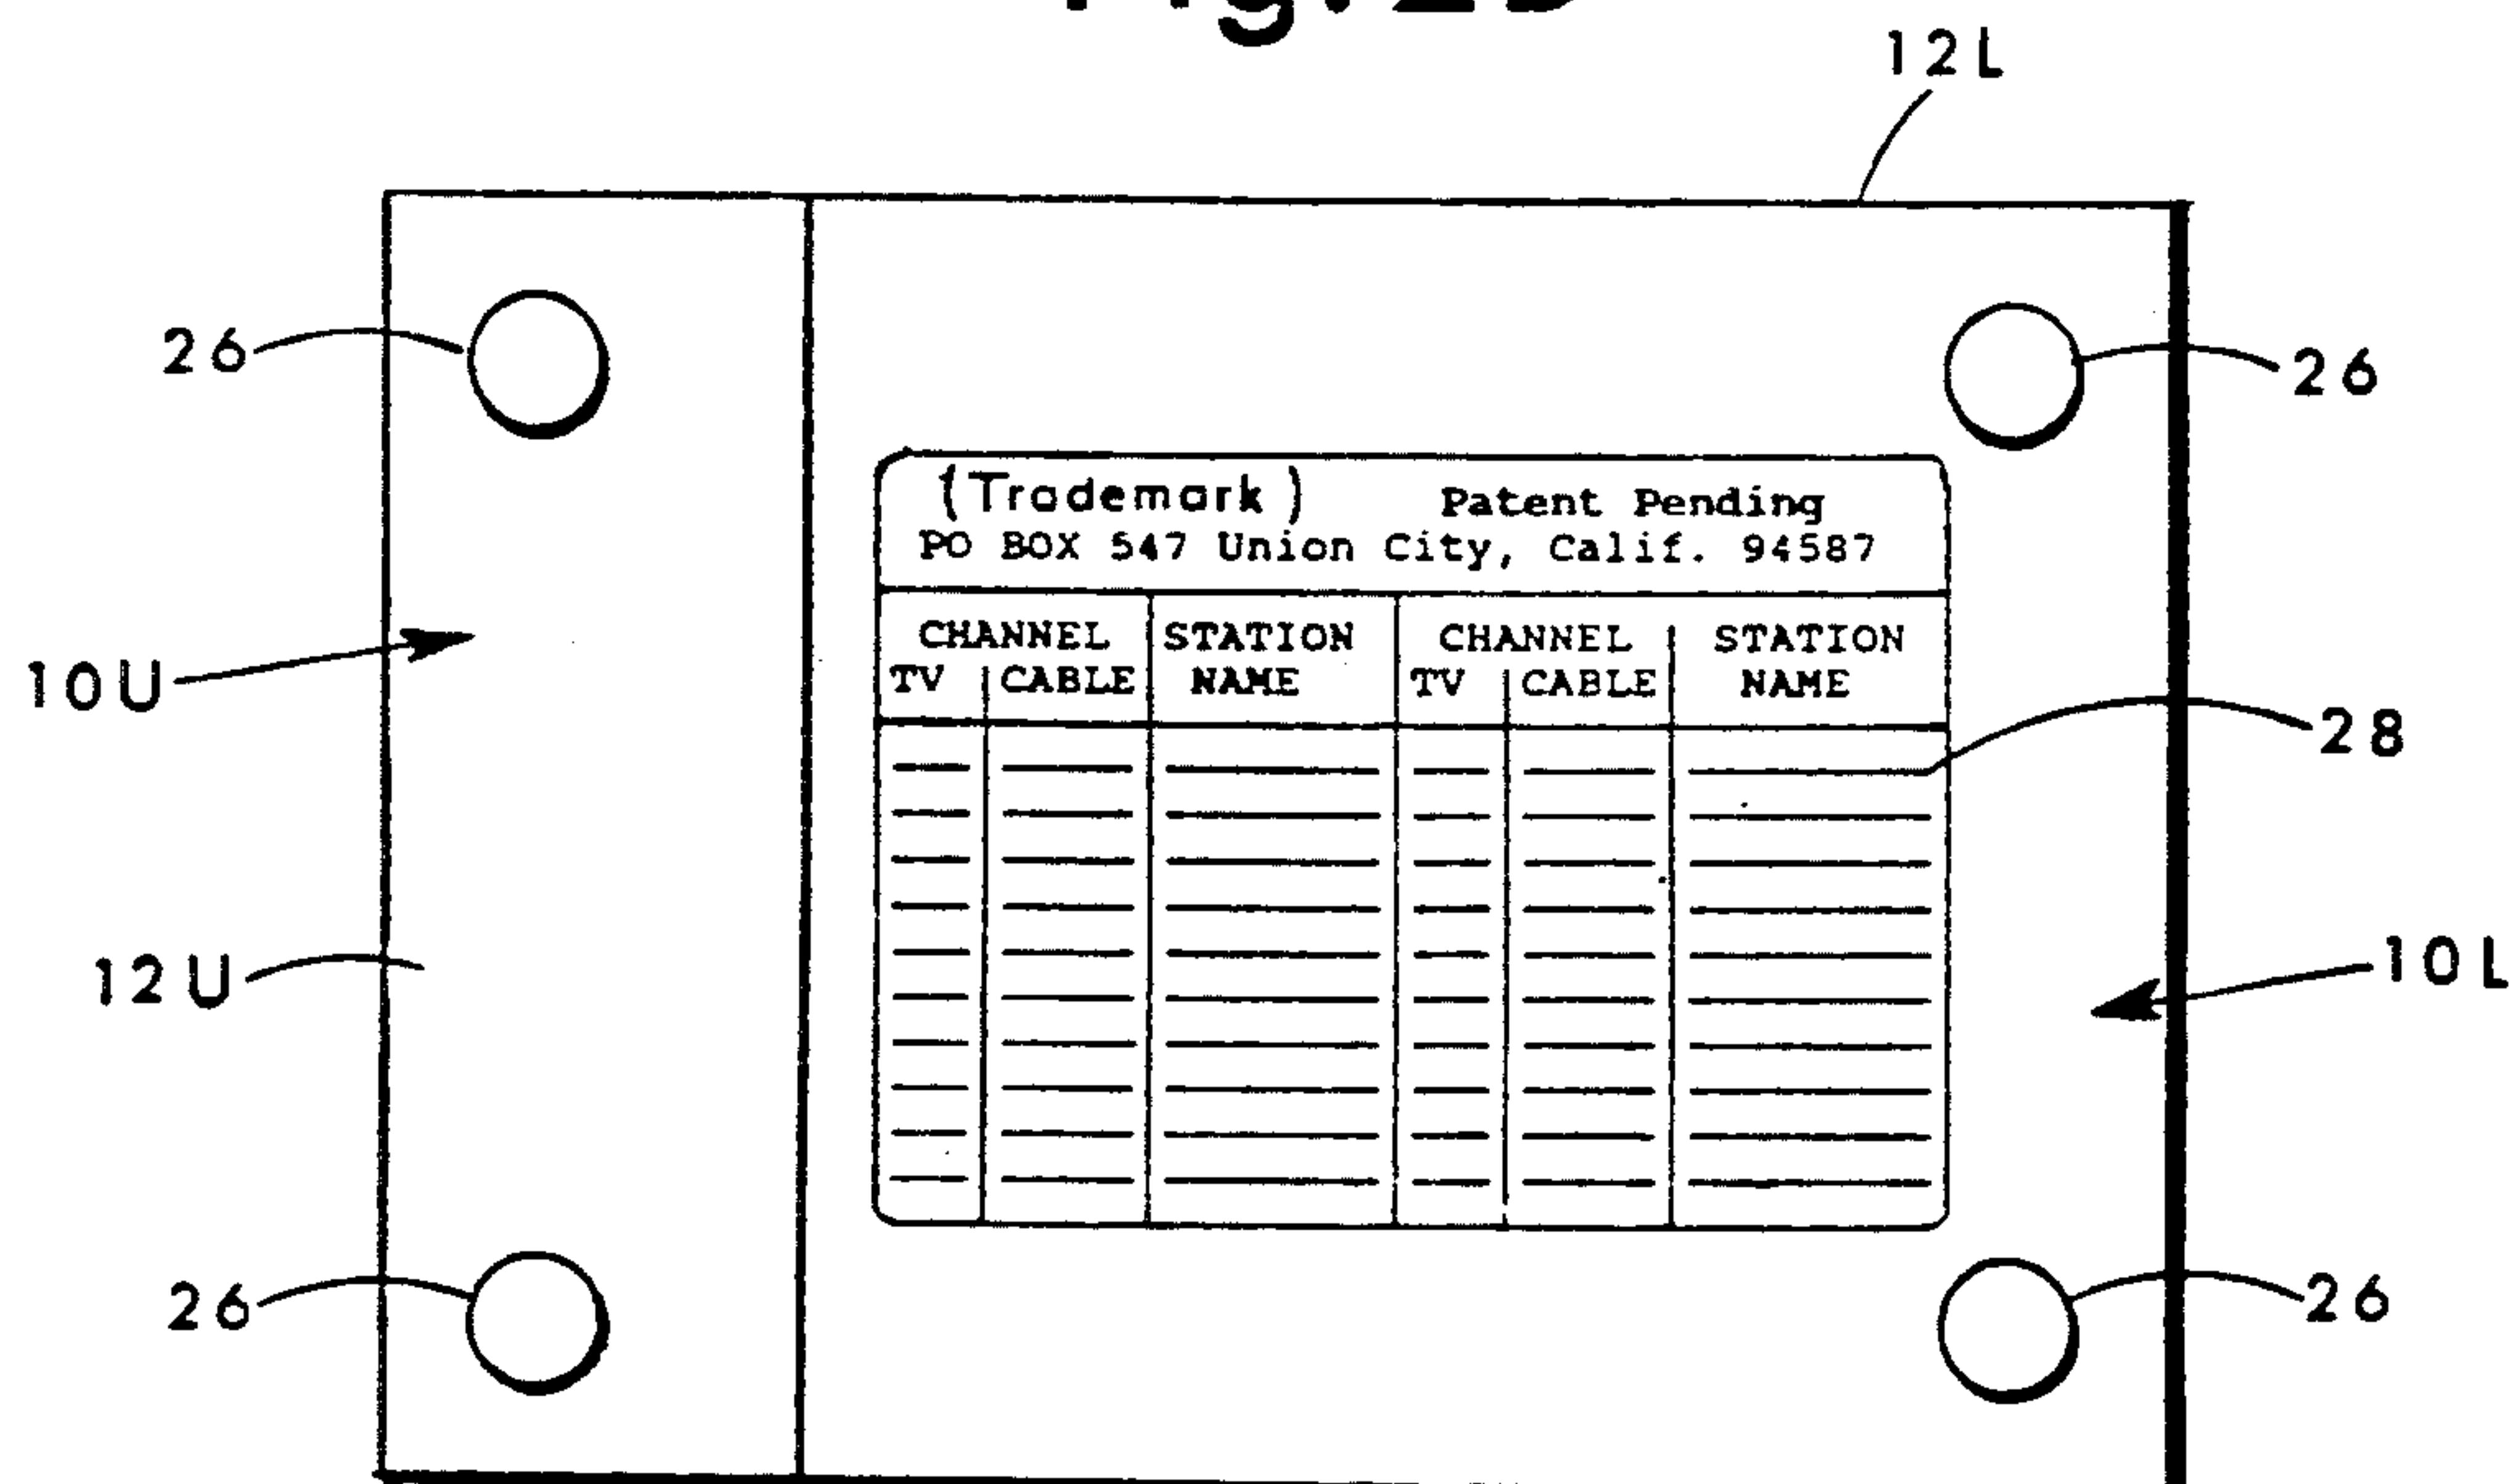 12L
26
26
(Trademark) Patent Pending
PO BOX 547 Union City, Calif. 94587
CHANNEL STATION CHANNEL STATION
TV CABLE NAME TV CABLE NAME
10U
28
12U
10L
26
26